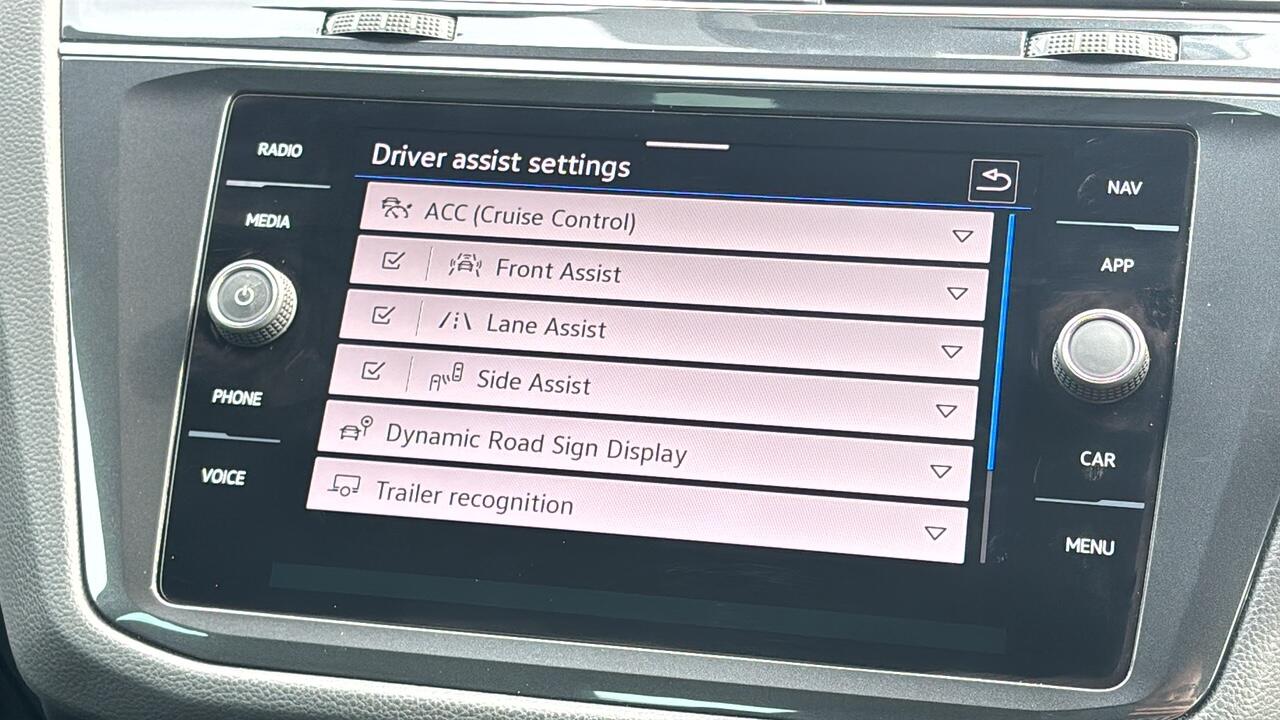 RADIO
MEDIA
PHONE
VOICE
Driver assist settings
ACC (Cruise Control)
Front Assist
Lane Assist
Side Assist
Dynamic Road Sign Display
Trailer recognition
NAV
APP
CAR
MENU